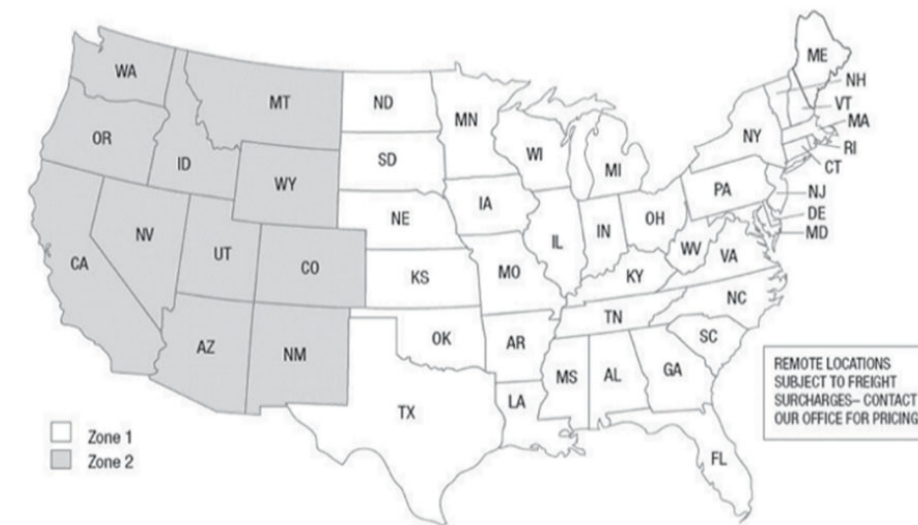 ME
WA
NH
MT
ND
VT
MN
MA
OR
NY
RI
WI
SD
ID
MI
CT
WY
PA
NJ
IA
NE
OH
DE
NV
IN
MD
IL
UT
WV
VA
CA
CO
MO
KS
KY
NC
TN
OK
SC
AR
AZ
NM
GA
MS
AL
LA
TX
FL
REMOTE LOCATIONS
SUBJECT TO FREIGHT
SURCHARGES– CONTACT
OUR OFFICE FOR PRICING
Zone 1
Zone 2